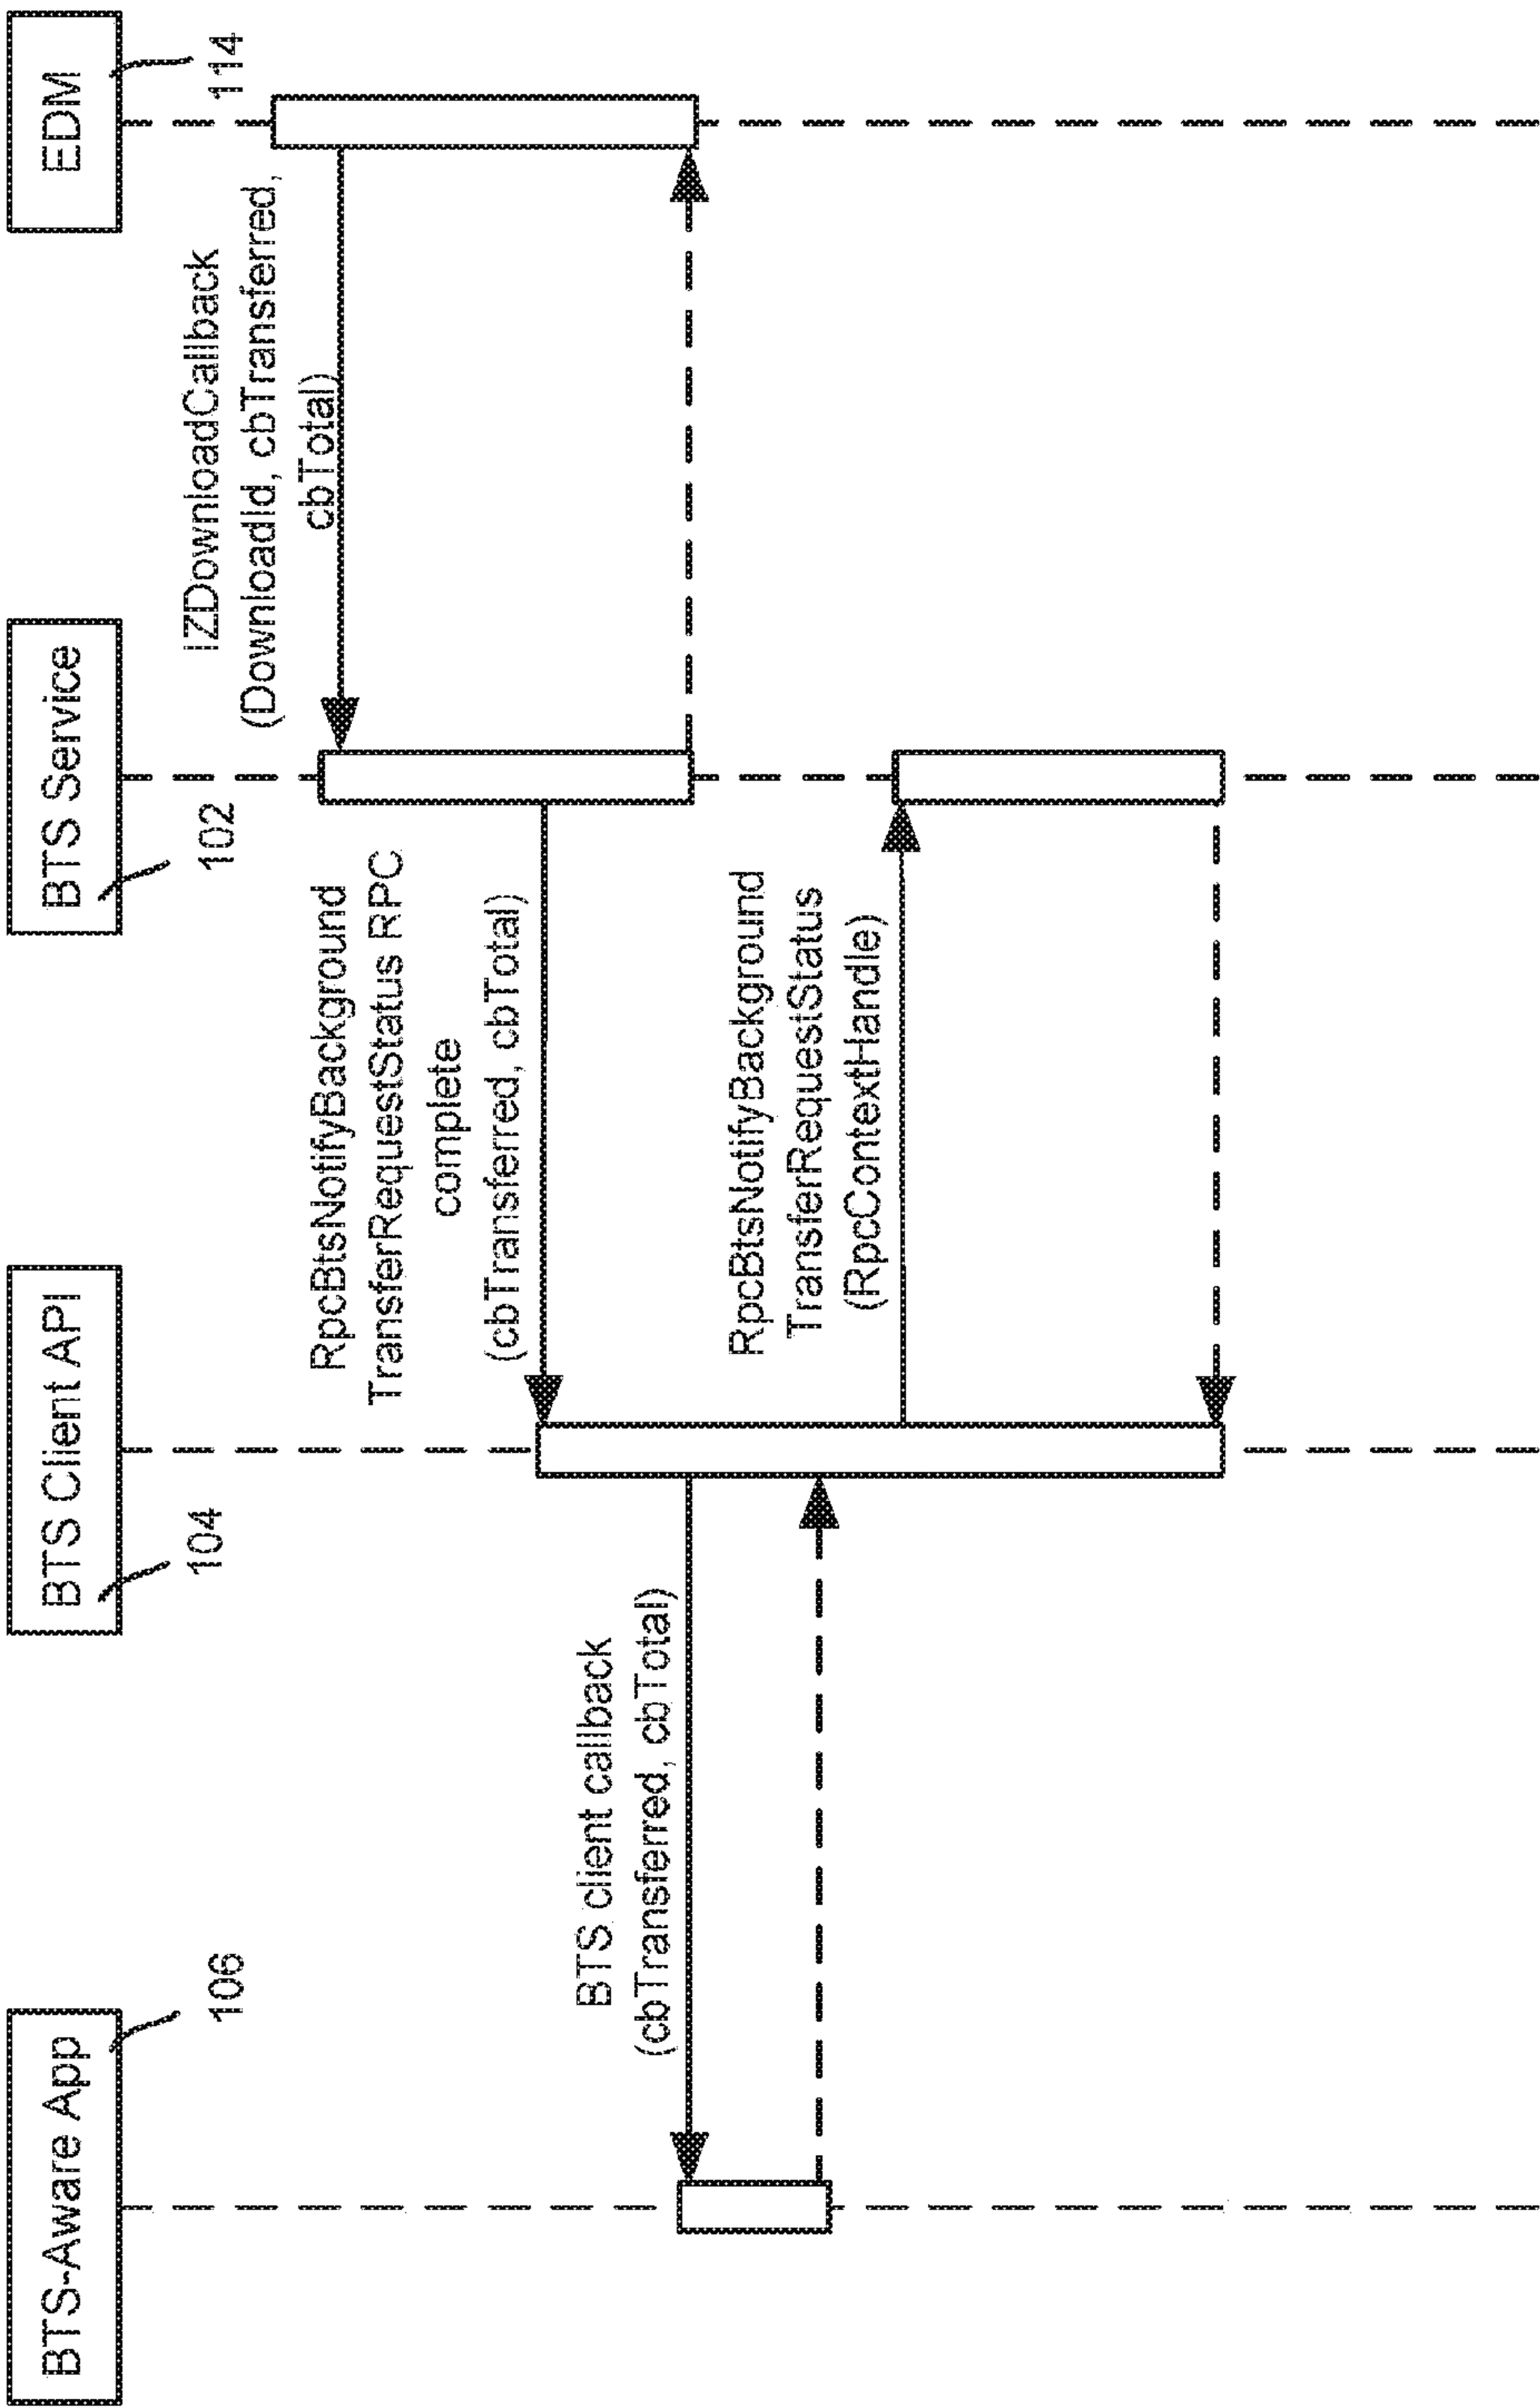 BTS-Aware App
106
BTS Client API
104
BTS Service
102
EDM
114
IZDownloadCallback
(DownloadId, cbTransferred,
cbTotal)
RpcBtsNotifyBackground
TransferRequestStatus RPC
complete
(cbTransferred, cbTotal)
BTS client callback
(cbTransferred, cbTotal)
RpcBtsNotifyBackground
TransferRequestStatus
(RpcContextHandle)